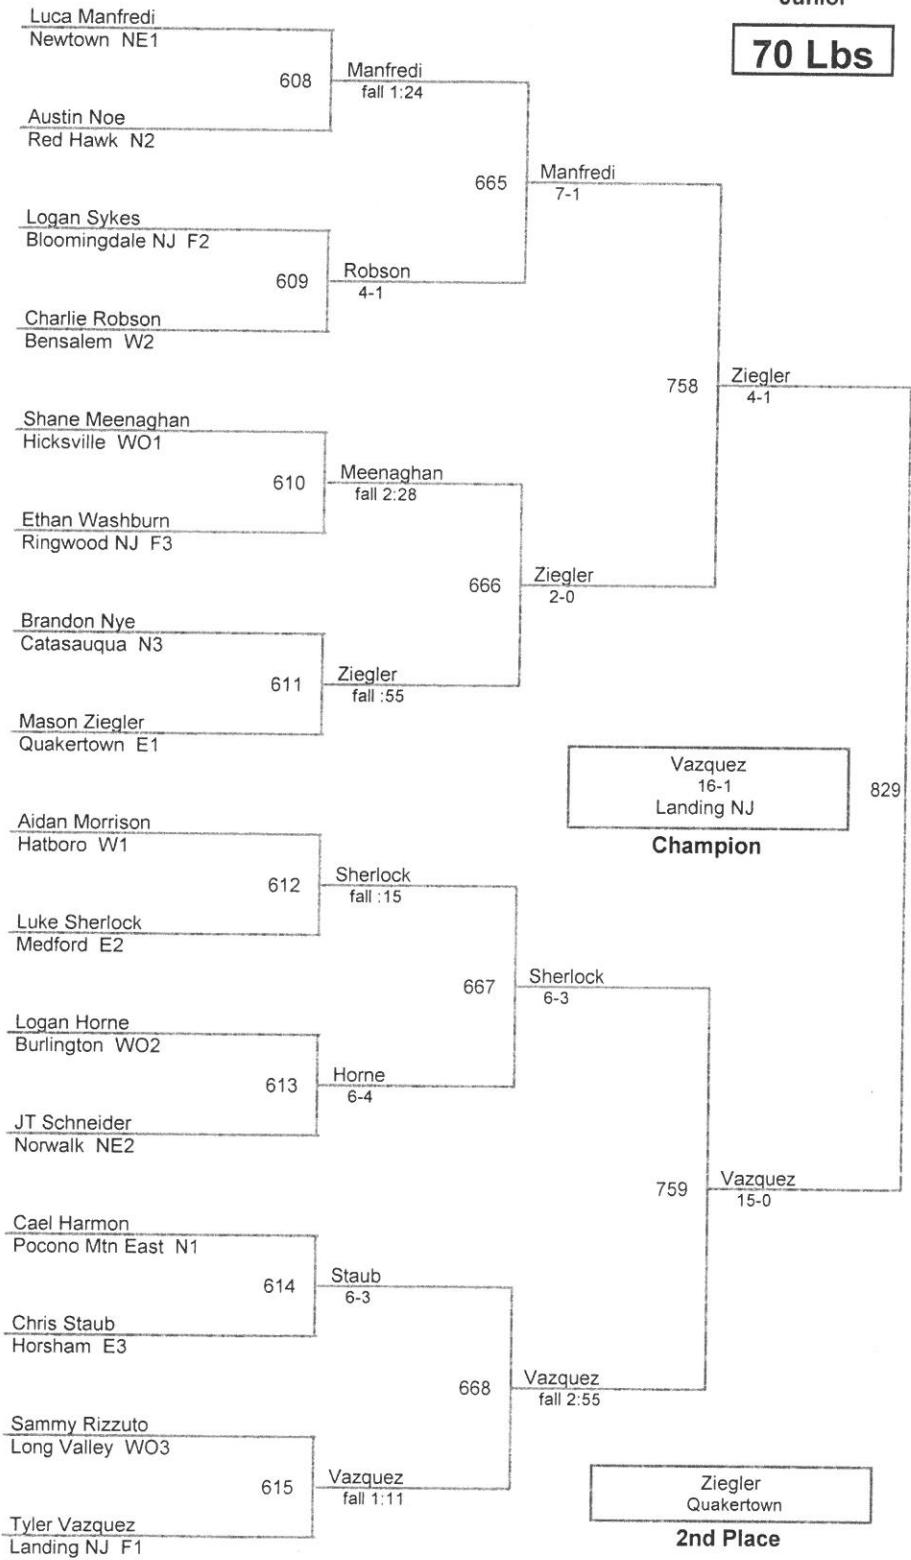 Junior
70 Lbs
Luca Manfredi
Newtown NE1
608
Manfredi
fall 1:24
Austin Noe
Red Hawk N2
665
Manfredi
7-1
Logan Sykes
Bloomingdale NJ F2
609
Robson
4-1
Charlie Robson
Bensalem W2
758
Ziegler
4-1
Shane Meenaghan
Hicksville WO1
610
Meenaghan
fall 2:28
Ethan Washburn
Ringwood NJ F3
666
Ziegler
2-0
Brandon Nye
Catasauqua N3
611
Ziegler
fall :55
Mason Ziegler
Quakertown E1
Vazquez
16-1
Landing NJ
829
Champion
Aidan Morrison
Hatboro W1
612
Sherlock
fall :15
Luke Sherlock
Medford E2
667
Sherlock
6-3
Logan Horne
Burlington WO2
613
Horne
6-4
JT Schneider
Norwalk NE2
759
Vazquez
15-0
Cael Harmon
Pocono Mtn East N1
614
Staub
6-3
Chris Staub
Horsham E3
668
Vazquez
fall 2:55
Sammy Rizzuto
Long Valley WO3
615
Vazquez
fall 1:11
Tyler Vazquez
Landing NJ F1
Ziegler
Quakertown
2nd Place